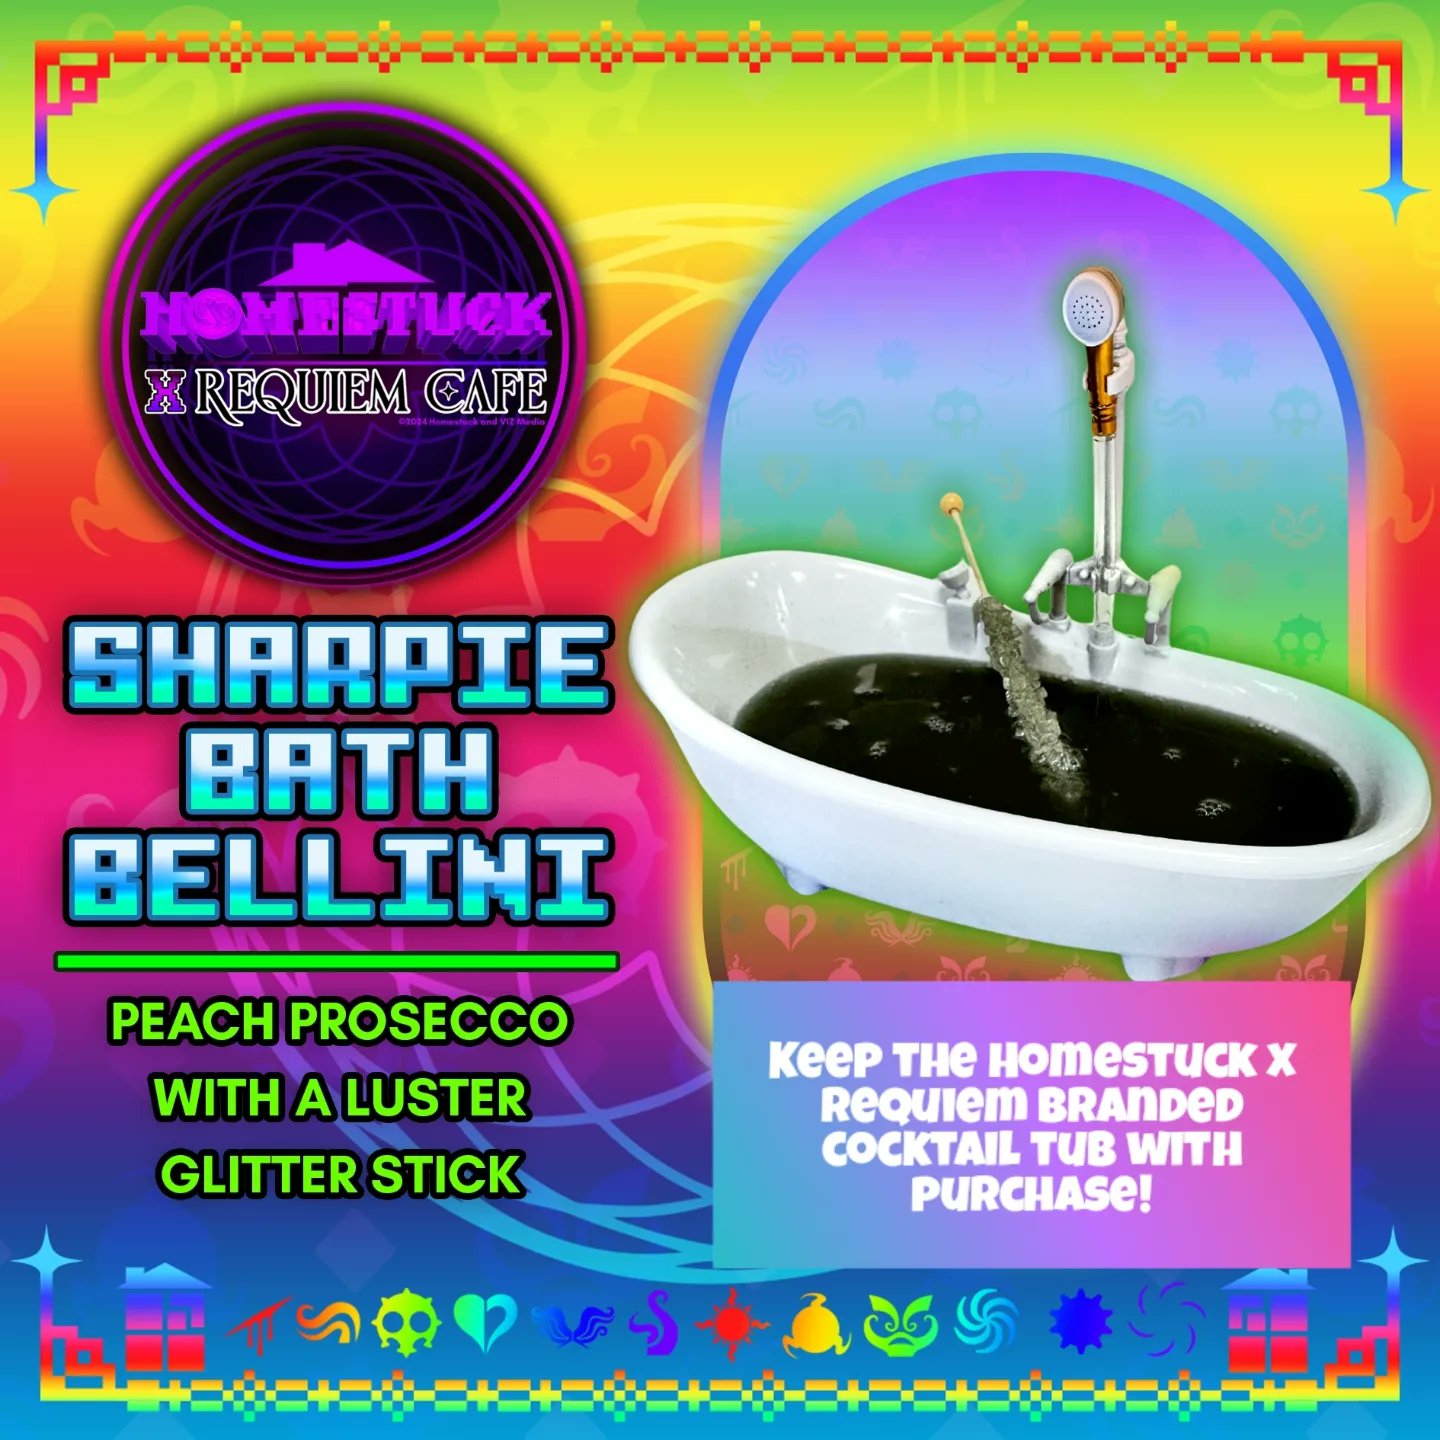 HOMESTUCK
X REQUIEM CAFE
©2024 Homestuck and VIZ Media
SHARPIE
BATH
BELLINI
PEACH PROSECCO
WITH A LUSTER
GLITTER STICK
KEEP THE HOMESTUCK X
REQUIEM BRANDED
COCKTAIL TUB WITH
PURCHASE!